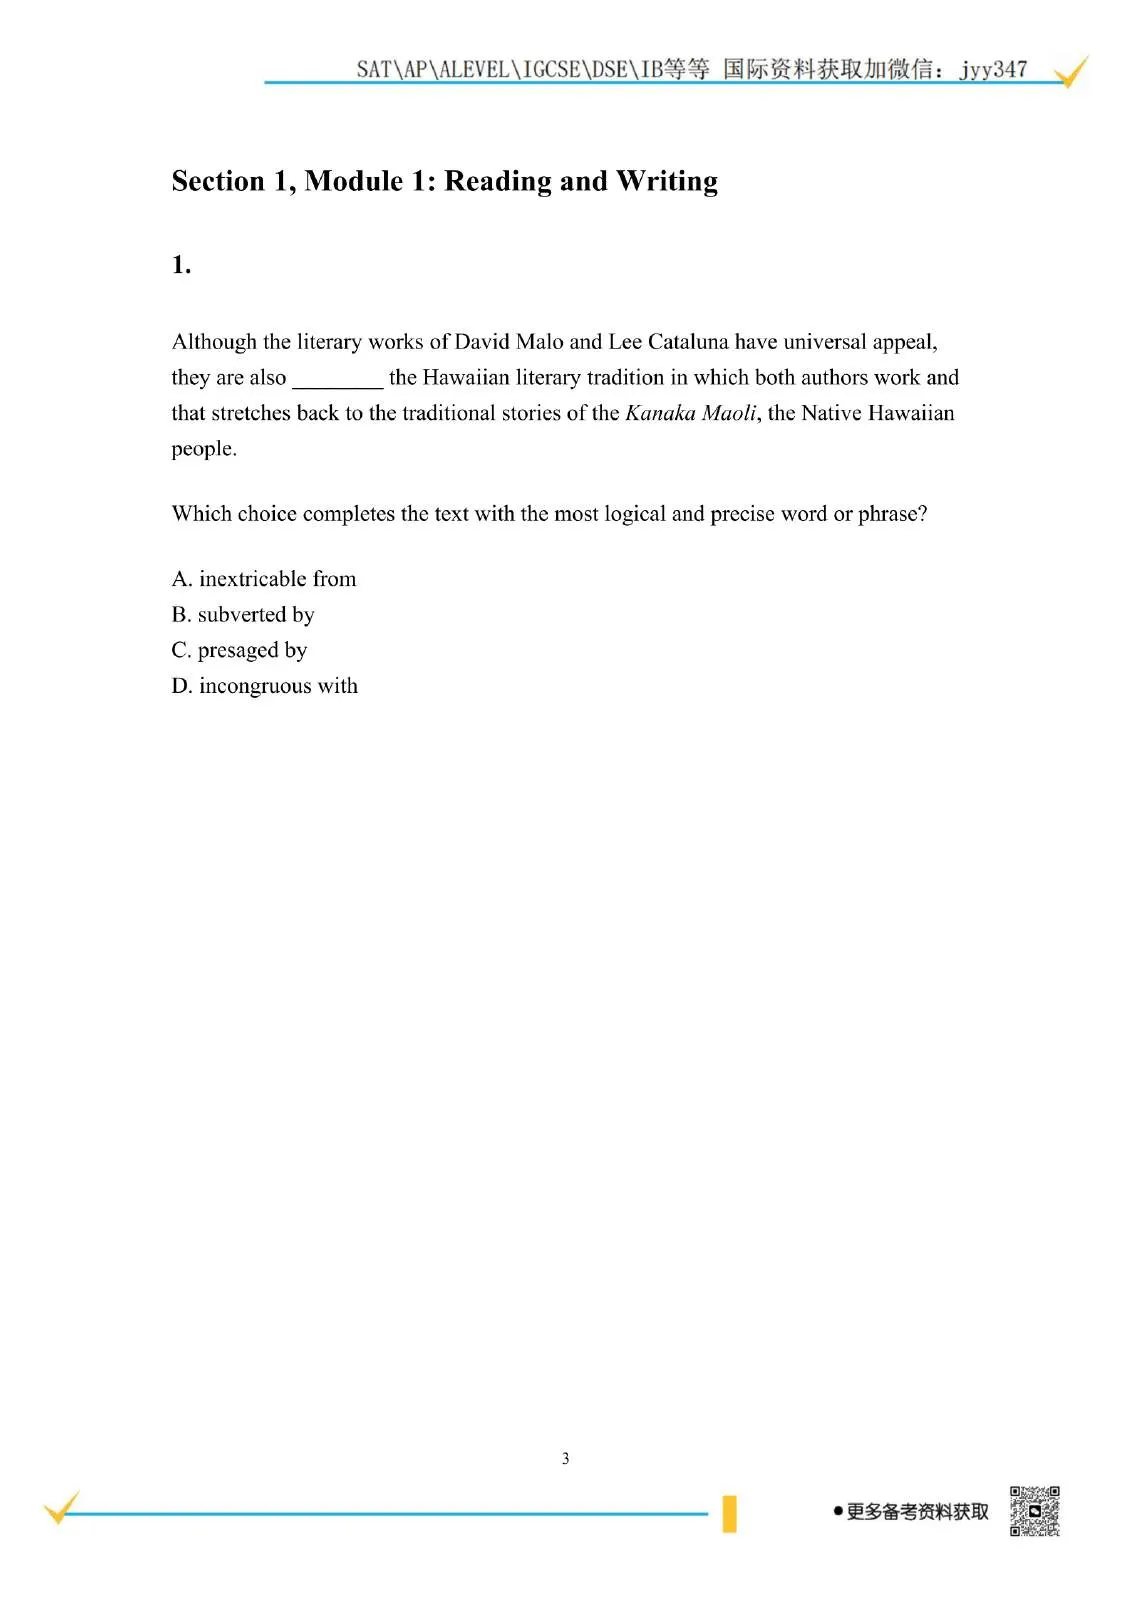 SAT\AP\ALEVEL\IGCSE\DSE\IB等等 国际资料获取加微信：jyy347
Section 1, Module 1: Reading and Writing
1.
Although the literary works of David Malo and Lee Cataluna have universal appeal,
they are also ________ the Hawaiian literary tradition in which both authors work and
that stretches back to the traditional stories of the Kanaka Maoli, the Native Hawaiian
people.
Which choice completes the text with the most logical and precise word or phrase?
A. inextricable from
B. subverted by
C. presaged by
D. incongruous with
3
●更多备考资料获取